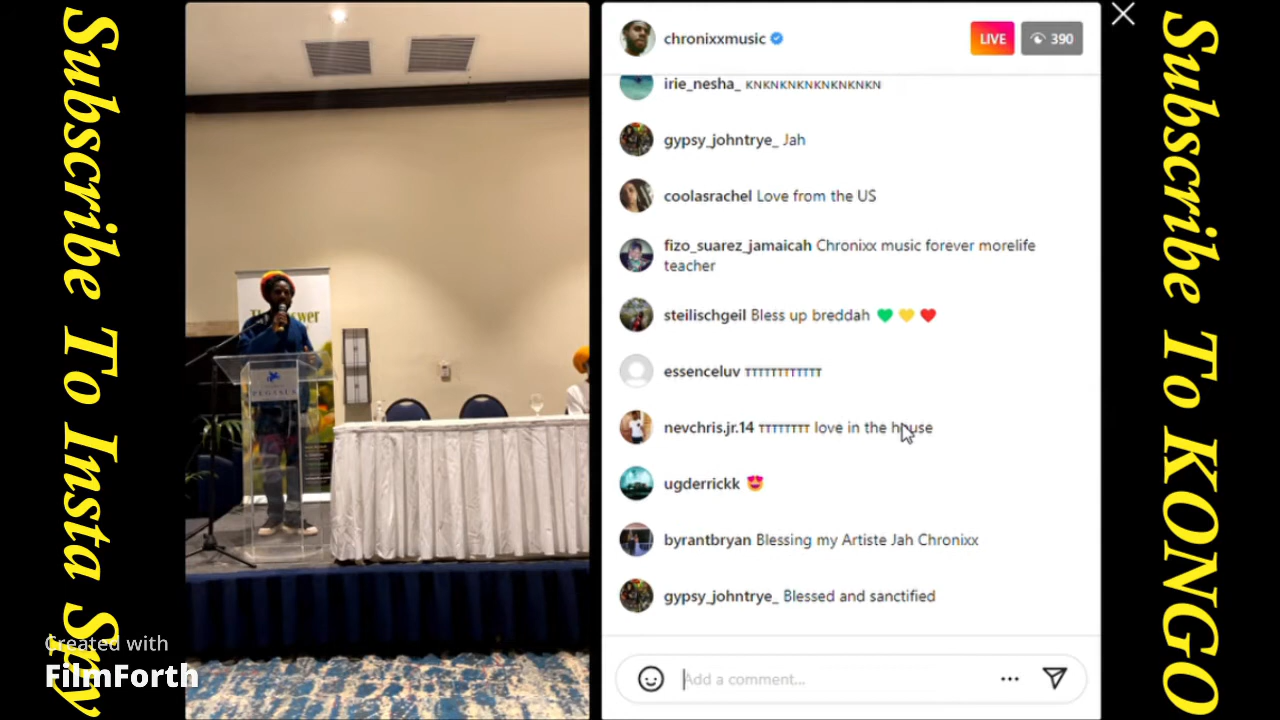 Subscribe To Insta Spy
chronixxmusic
LIVE
390
irie_nesha_ KNKNKNKNKNKNKNKN
gypsy_johntrye_ Jah
coolasrachel Love from the US
fizo_suarez_jamaicah Chronixx music forever morelife
teacher
steilischgeil Bless up breddah 💚 💛 ❤️
essenceluv TTTTTTTTTTTT
nevchris.jr.14 TTTTTTTT love in the house
ugderrickk 😍
byrantbryan Blessing my Artiste Jah Chronixx
gypsy_johntrye_ Blessed and sanctified
Add a comment...
PEGASUS
Created with
FilmForth
Subscribe To KONGO